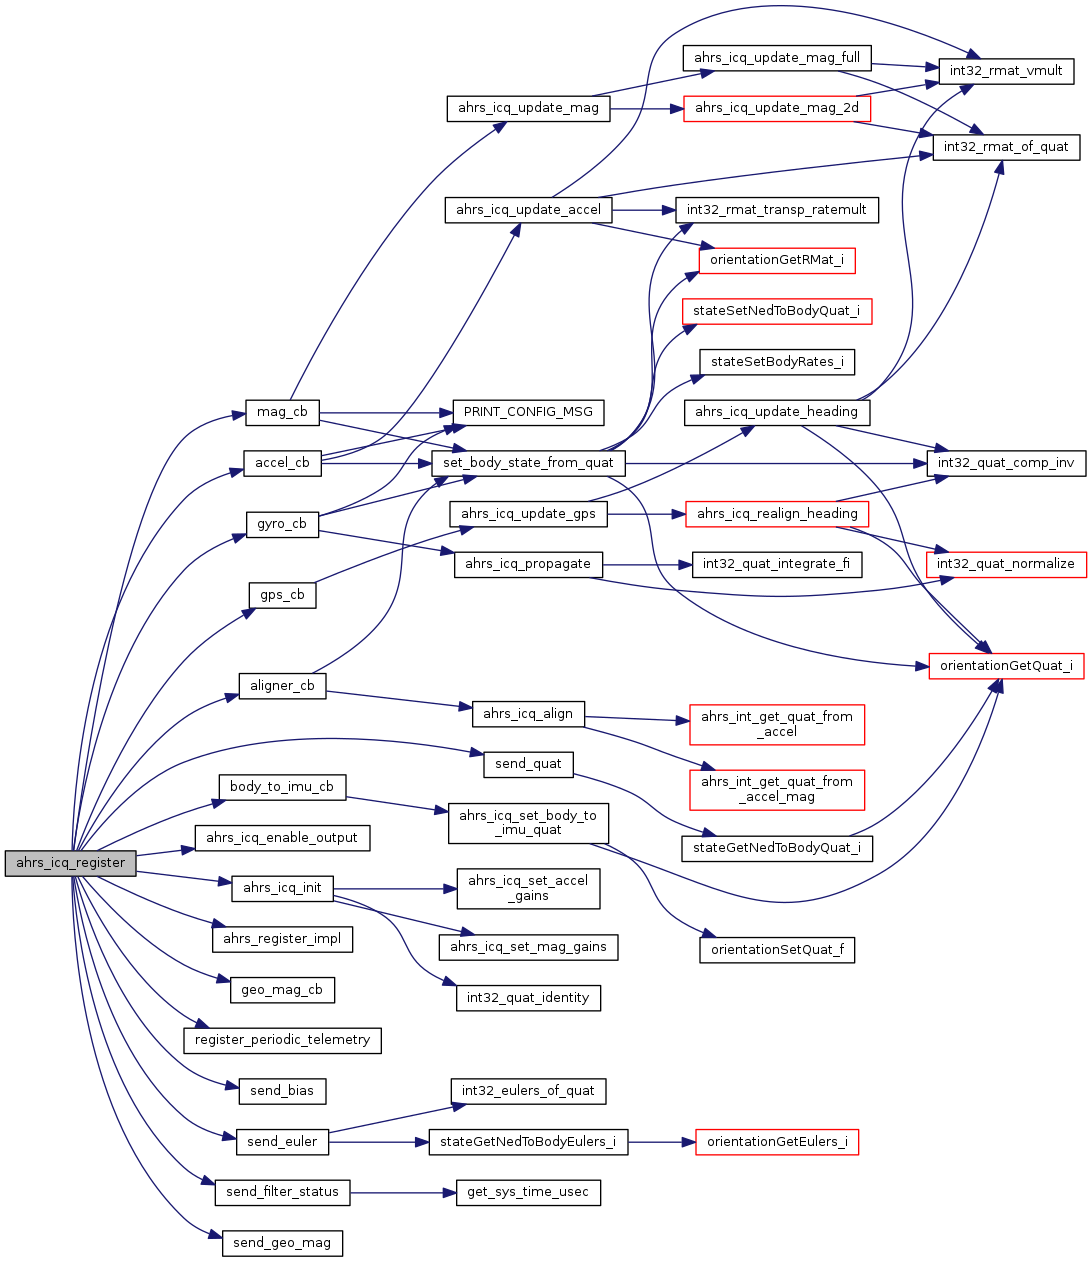 ahrs_icq_update_mag_full
int32_rmat_vmult
ahrs_icq_update_mag
ahrs_icq_update_mag_2d
int32_rmat_of_quat
ahrs_icq_update_accel
int32_rmat_transp_ratemult
orientationGetRMat_i
stateSetNedToBodyQuat_i
stateSetBodyRates_i
mag_cb
PRINT_CONFIG_MSG
ahrs_icq_update_heading
accel_cb
set_body_state_from_quat
int32_quat_comp_inv
gyro_cb
ahrs_icq_update_gps
ahrs_icq_realign_heading
ahrs_icq_propagate
int32_quat_integrate_fi
int32_quat_normalize
gps_cb
orientationGetQuat_i
aligner_cb
ahrs_icq_align
ahrs_int_get_quat_from
_accel
send_quat
ahrs_int_get_quat_from
_accel_mag
body_to_imu_cb
ahrs_icq_set_body_to
_imu_quat
ahrs_icq_enable_output
stateGetNedToBodyQuat_i
ahrs_icq_register
ahrs_icq_init
ahrs_icq_set_accel
_gains
ahrs_register_impl
ahrs_icq_set_mag_gains
orientationSetQuat_f
geo_mag_cb
int32_quat_identity
register_periodic_telemetry
send_bias
int32_eulers_of_quat
send_euler
stateGetNedToBodyEulers_i
orientationGetEulers_i
send_filter_status
get_sys_time_usec
send_geo_mag